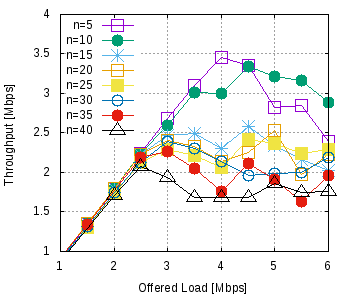 4
3.5
3
2.5
2
1.5
1
Throughput [Mbps]
n=5
n=10
n=15
n=20
n=25
n=30
n=35
n=40
1 2 3 4 5 6
Offered Load [Mbps]